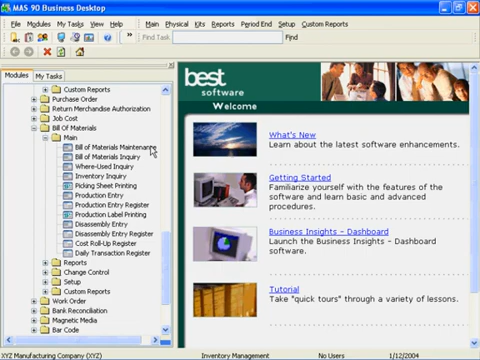 MAS 90 Business Desktop
File Modules My Tasks View Help Main Physical Kits Reports Period End Setup Custom Reports
Find Task Find
Modules My Tasks
Custom Reports
Purchase Order
Return Merchandise Authorization
Job Cost
Bill Of Materials
Main
Bill of Materials Maintenance
Bill of Materials Inquiry
Where-Used Inquiry
Inventory Inquiry
Picking Sheet Printing
Production Entry
Production Entry Register
Production Label Printing
Disassembly Entry
Disassembly Entry Register
Cost Roll-Up Register
Daily Transaction Register
Reports
Change Control
Setup
Custom Reports
Work Order
Bank Reconciliation
Magnetic Media
Bar Code
best
software
Welcome
What's New
Learn about the latest software enhancements.
Getting Started
Familiarize yourself with the features of the
software and learn basic and advanced
procedures.
Business Insights - Dashboard
Launch the Business Insights - Dashboard
software.
Tutorial
Take "quick tours" through a variety of lessons.
XYZ Manufacturing Company (XYZ) Inventory Management No Users 1/12/2004